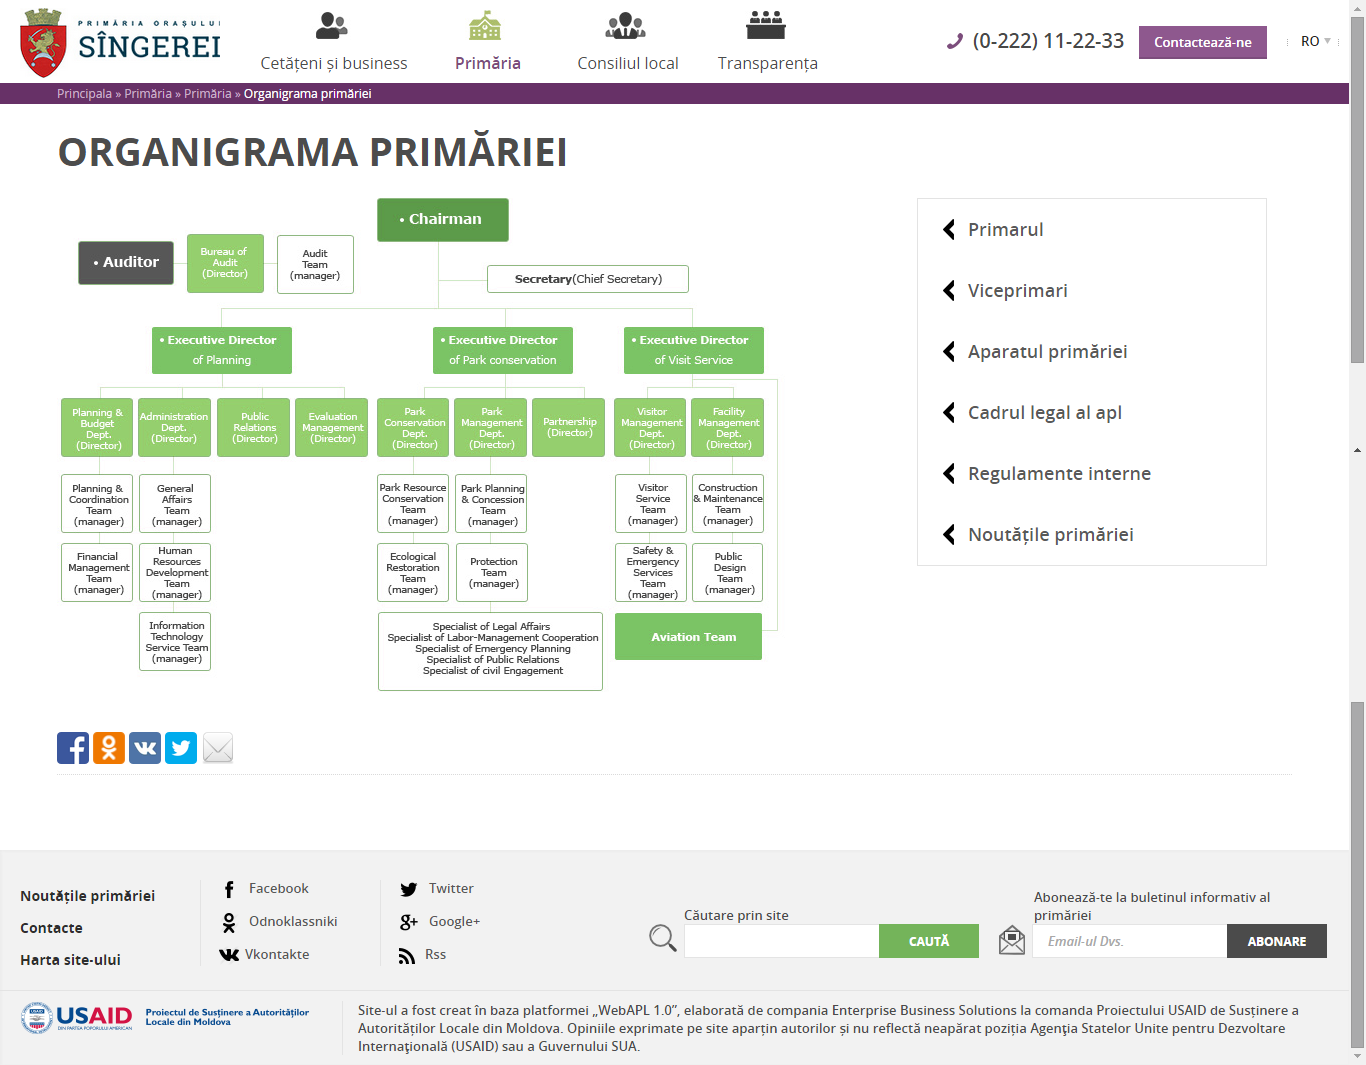 PRIMĂRIA ORAȘULUI
SÎNGEREI
Cetățeni și business
Primăria
Consiliul local
Transparența
(0-222) 11-22-33
Contactează-ne
RO
Principala » Primăria » Primăria » Organigrama primăriei
ORGANIGRAMA PRIMĂRIEI
• Chairman
• Auditor
Bureau of
Audit
(Director)
Audit
Team
(manager)
Secretary(Chief Secretary)
• Executive Director
of Planning
• Executive Director
of Park conservation
• Executive Director
of Visit Service
Planning &
Budget
Dept.
(Director)
Administration
Dept.
(Director)
Public
Relations
(Director)
Evaluation
Management
(Director)
Park
Conservation
Dept.
(Director)
Park
Management
Dept.
(Director)
Partnership
(Director)
Visitor
Management
Dept.
(Director)
Facility
Management
Dept.
(Director)
Planning &
Coordination
Team
(manager)
General
Affairs
Team
(manager)
Park Resource
Conservation
Team
(manager)
Park Planning
& Concession
Team
(manager)
Visitor
Service
Team
(manager)
Construction
& Maintenance
Team
(manager)
Financial
Management
Team
(manager)
Human
Resources
Development
Team
(manager)
Ecological
Restoration
Team
(manager)
Protection
Team
(manager)
Safety &
Emergency
Services
Team
(manager)
Public
Design
Team
(manager)
Information
Technology
Service Team
(manager)
Specialist of Legal Affairs
Specialist of Labor-Management Cooperation
Specialist of Emergency Planning
Specialist of Public Relations
Specialist of civil Engagement
Aviation Team
Primarul
Viceprimari
Aparatul primăriei
Cadrul legal al apl
Regulamente interne
Noutățile primăriei
Noutățile primăriei
Contacte
Harta site-ului
Facebook
Odnoklassniki
Vkontakte
Twitter
Google+
Rss
Căutare prin site
CAUTĂ
Abonează-te la buletinul informativ al
primăriei
Email-ul Dvs.
ABONARE
USAID
DIN PARTEA POPORULUI AMERICAN
Proiectul de Susținere a Autorităților
Locale din Moldova
Site-ul a fost creat în baza platformei „WebAPL 1.0”, elaborată de compania Enterprise Business Solutions la comanda Proiectului USAID de Susținere a
Autorităților Locale din Moldova. Opiniile exprimate pe site aparțin autorilor și nu reflectă neapărat poziția Agenţia Statelor Unite pentru Dezvoltare
Internaţională (USAID) sau a Guvernului SUA.